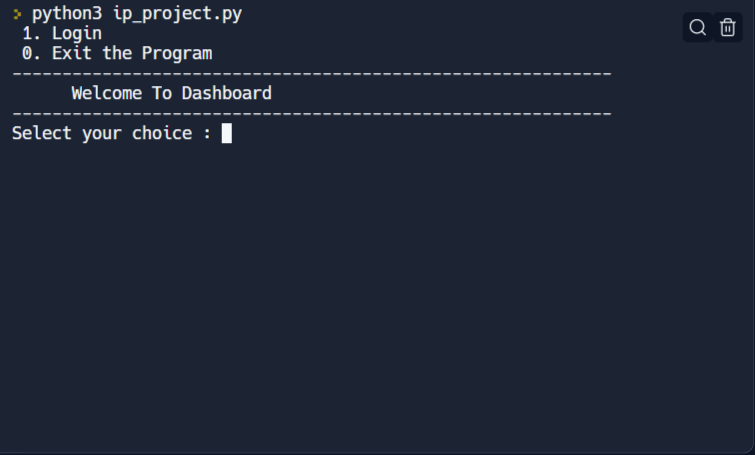 > python3 ip_project.py
1. Login
0. Exit the Program
------------------------------------------------------------
Welcome To Dashboard
------------------------------------------------------------
Select your choice :